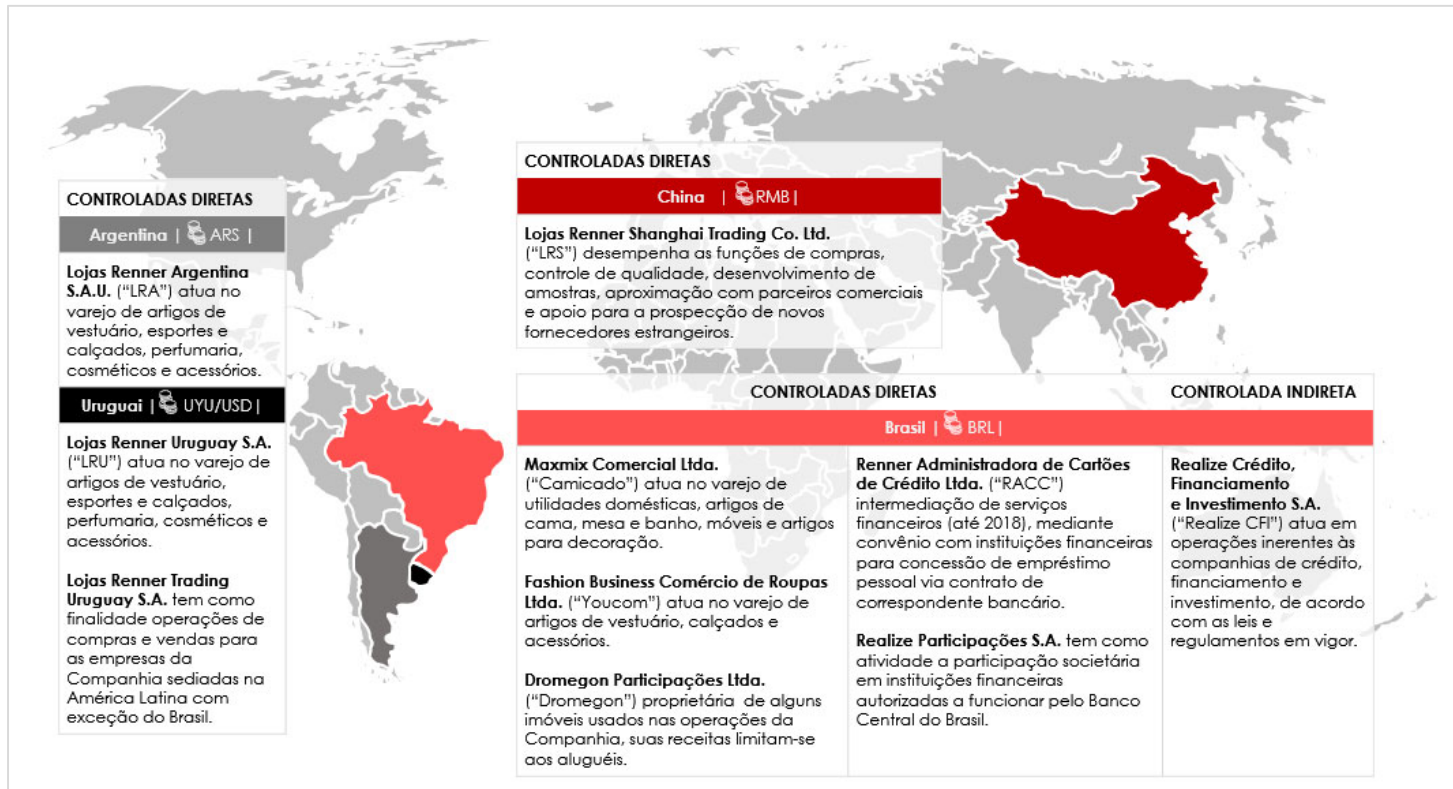 CONTROLADAS DIRETAS
Argentina | ARS |
Lojas Renner Argentina
S.A.U. (“LRA”) atua no
varejo de artigos de
vestuário, esportes e
calçados, perfumaria,
cosméticos e acessórios.
Uruguai | UYU/USD |
Lojas Renner Uruguay S.A.
(“LRU”) atua no varejo de
artigos de vestuário,
esportes e calçados,
perfumaria, cosméticos e
acessórios.
Lojas Renner Trading
Uruguay S.A. tem como
finalidade operações de
compras e vendas para
as empresas da
Companhia sediadas na
América Latina com
exceção do Brasil.
CONTROLADAS DIRETAS
China | RMB |
Lojas Renner Shanghai Trading Co. Ltd.
(“LRS”) desempenha as funções de compras,
controle de qualidade, desenvolvimento de
amostras, aproximação com parceiros comerciais
e apoio para a prospecção de novos
fornecedores estrangeiros.
CONTROLADAS DIRETAS
CONTROLADA INDIRETA
Brasil | BRL |
Maxmix Comercial Ltda.
(“Camicado”) atua no varejo de
utilidades domésticas, artigos de
cama, mesa e banho, móveis e artigos
para decoração.
Fashion Business Comércio de Roupas
Ltda. (“Youcom”) atua no varejo de
artigos de vestuário, calçados e
acessórios.
Dromegon Participações Ltda.
(“Dromegon”) proprietária de alguns
imóveis usados nas operações da
Companhia, suas receitas limitam-se
aos aluguéis.
Renner Administradora de Cartões
de Crédito Ltda. (“RACC”)
intermediação de serviços
financeiros (até 2018), mediante
convênio com instituições financeiras
para concessão de empréstimo
pessoal via contrato de
correspondente bancário.
Realize Participações S.A. tem como
atividade a participação societária
em instituições financeiras
autorizadas a funcionar pelo Banco
Central do Brasil.
Realize Crédito,
Financiamento
e Investimento S.A.
(“Realize CFI”) atua em
operações inerentes às
companhias de crédito,
financiamento e
investimento, de acordo
com as leis e
regulamentos em vigor.